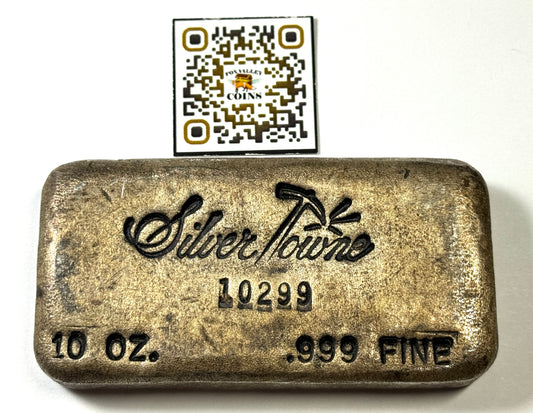 FOX VALLEY
COINS
Silver Towne
10299
10 OZ. .999 FINE